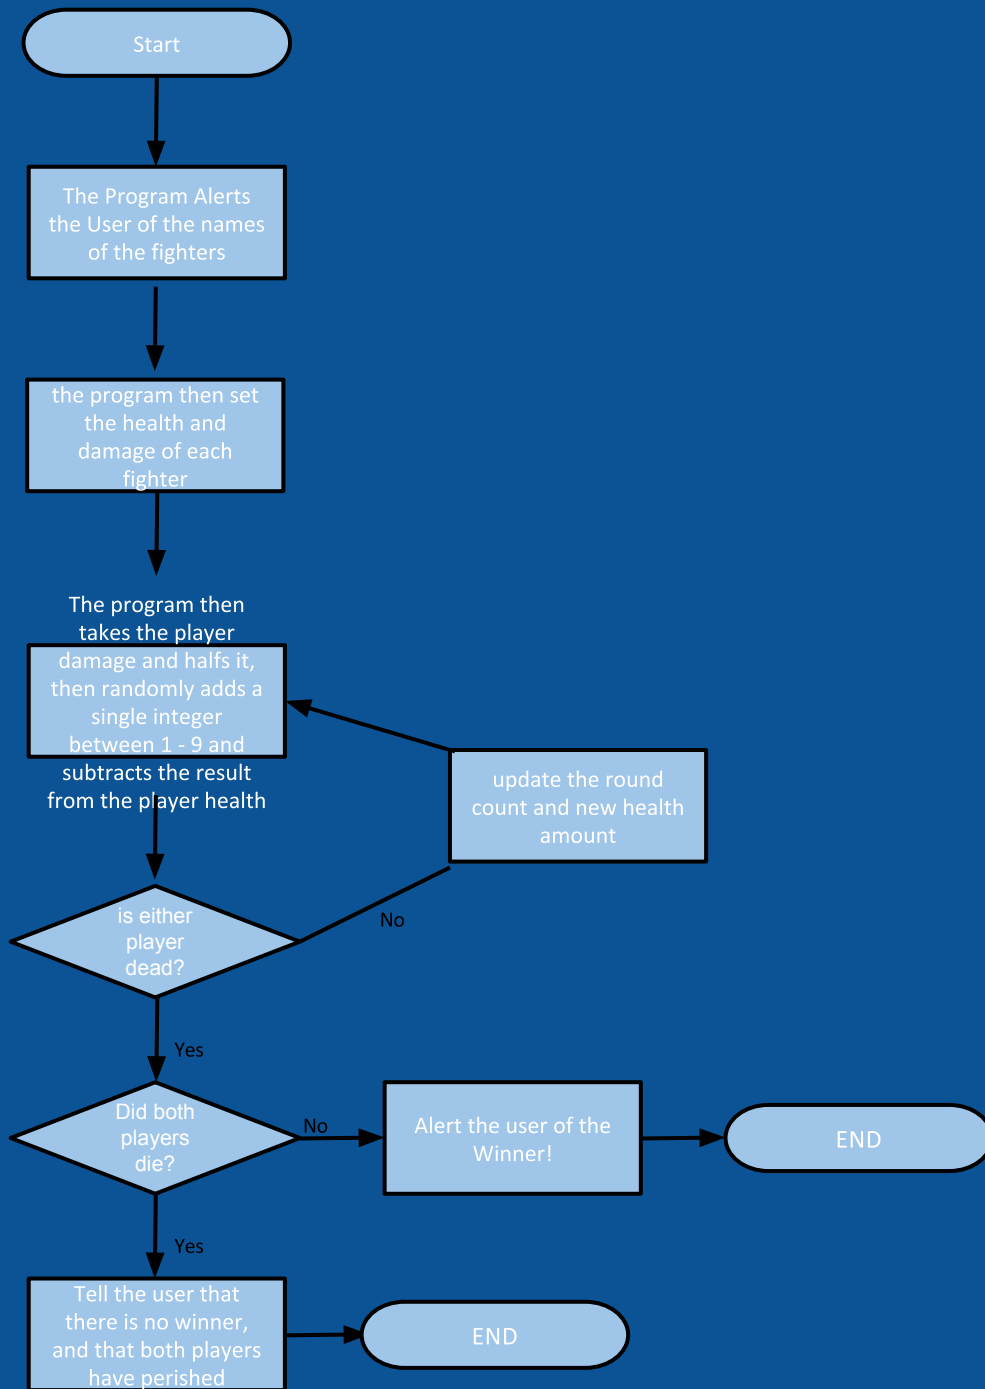 Start
The Program Alerts
the User of the names
of the fighters
the program then set
the health and
damage of each
fighter
The program then
takes the player
damage and halfs it,
then randomly adds a
single integer
between 1 - 9 and
subtracts the result
from the player health
update the round
count and new health
amount
is either
player
dead?
No
Yes
Did both
players
die?
No
Alert the user of the
Winner!
END
Yes
Tell the user that
there is no winner,
and that both players
have perished
END